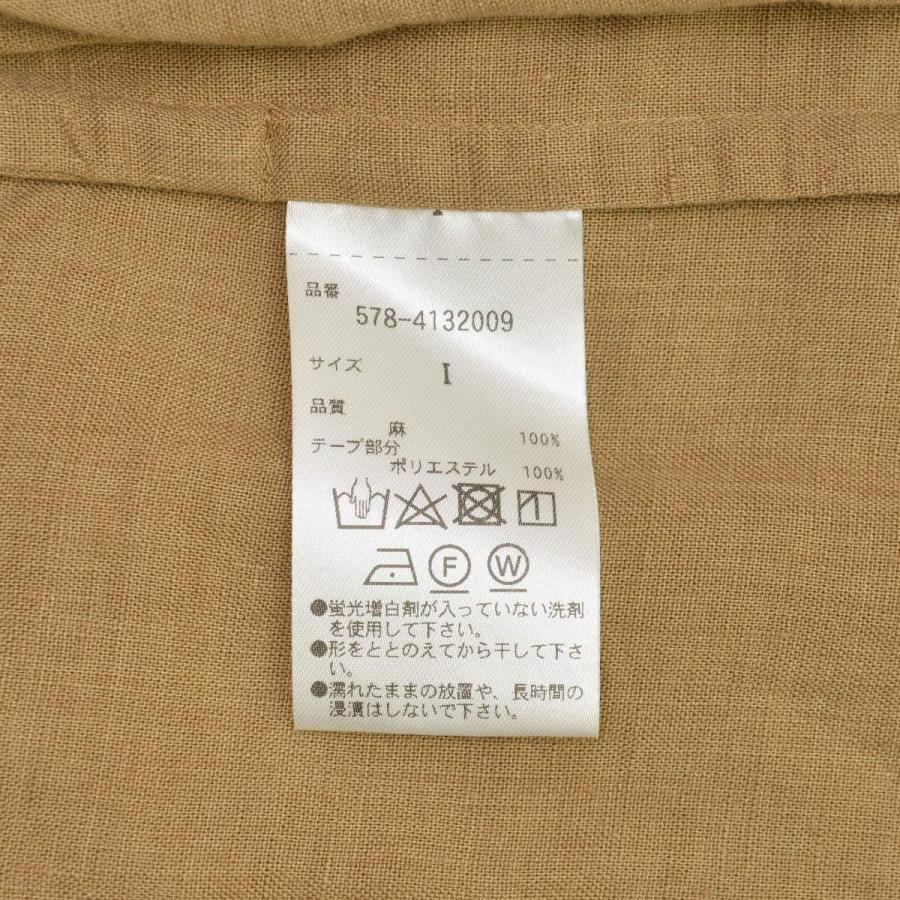 品番
578-4132009
サイズ I
品質
麻 100%
テープ部分
ポリエステル 100%
F W
●蛍光増白剤が入っていない洗剤
を使用して下さい。
●形をととのえてから干して下さ
い。
●濡れたままの放置や、長時間の
浸漬はしないで下さい。